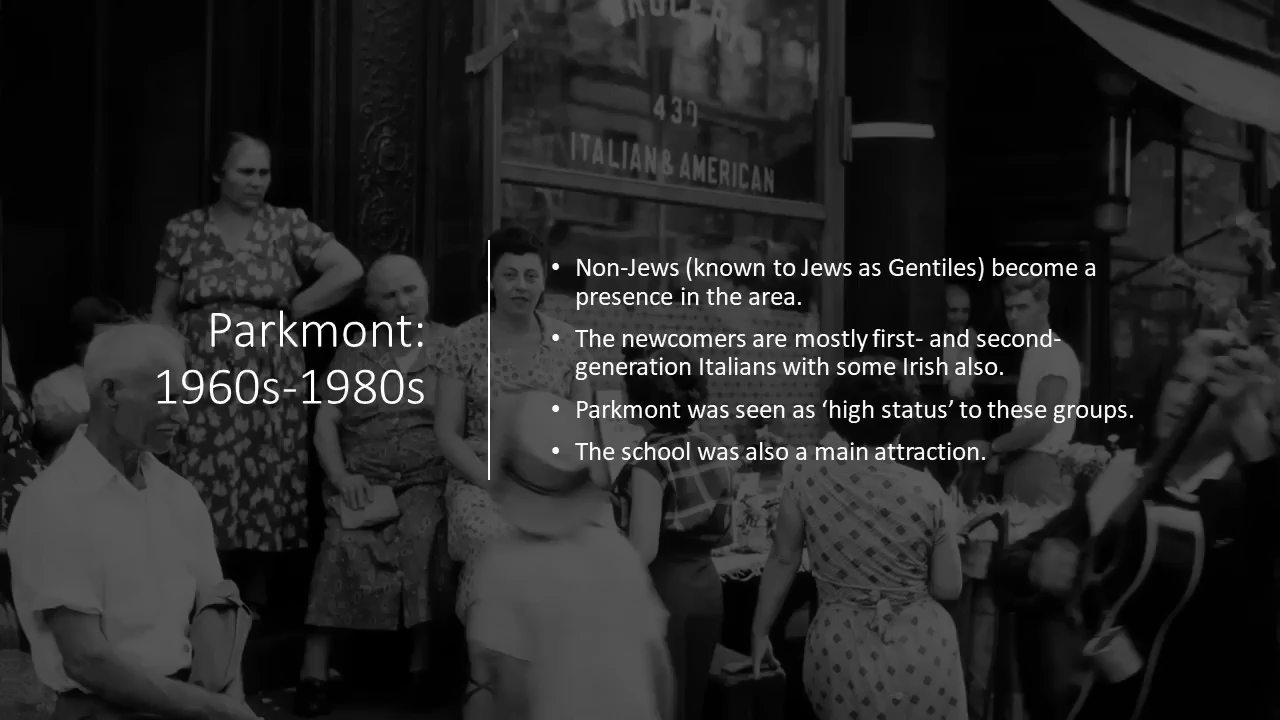 GROCERY
430
ITALIAN & AMERICAN
Parkmont:
1960s-1980s
• Non-Jews (known to Jews as Gentiles) become a
presence in the area.
• The newcomers are mostly first- and second-
generation Italians with some Irish also.
• Parkmont was seen as ‘high status’ to these groups.
• The school was also a main attraction.